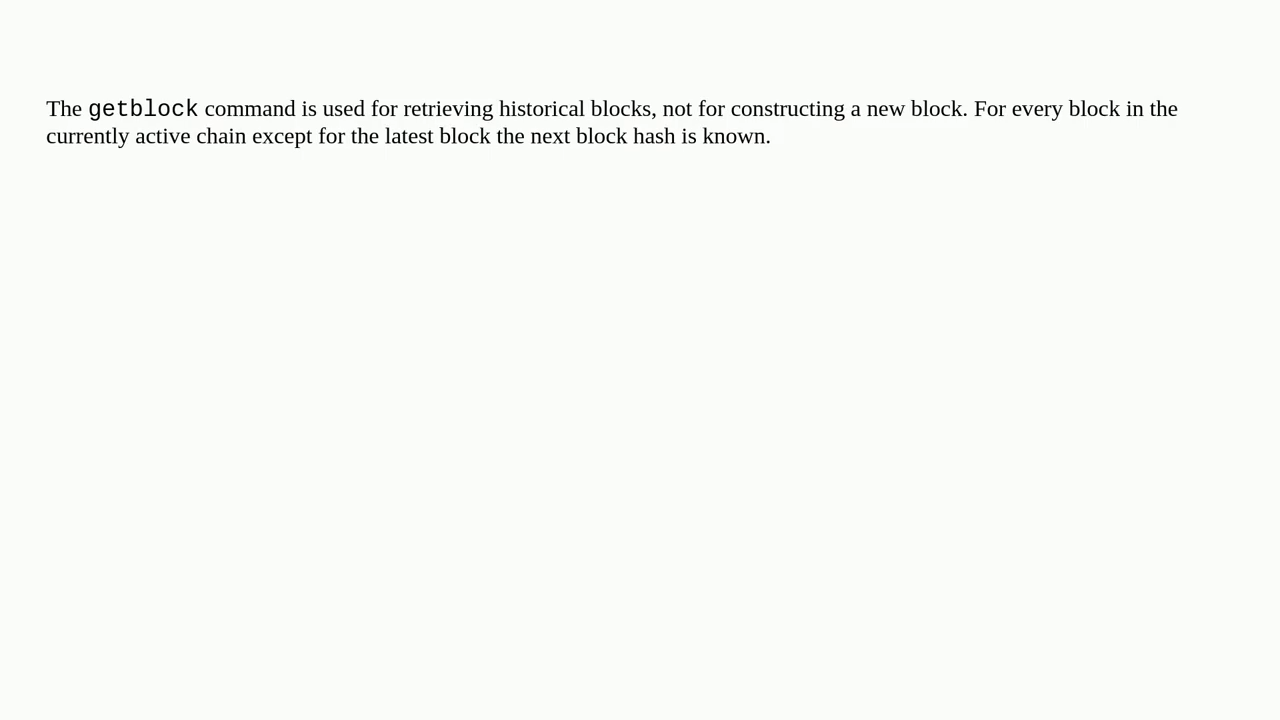 The getblock command is used for retrieving historical blocks, not for constructing a new block. For every block in the
currently active chain except for the latest block the next block hash is known.